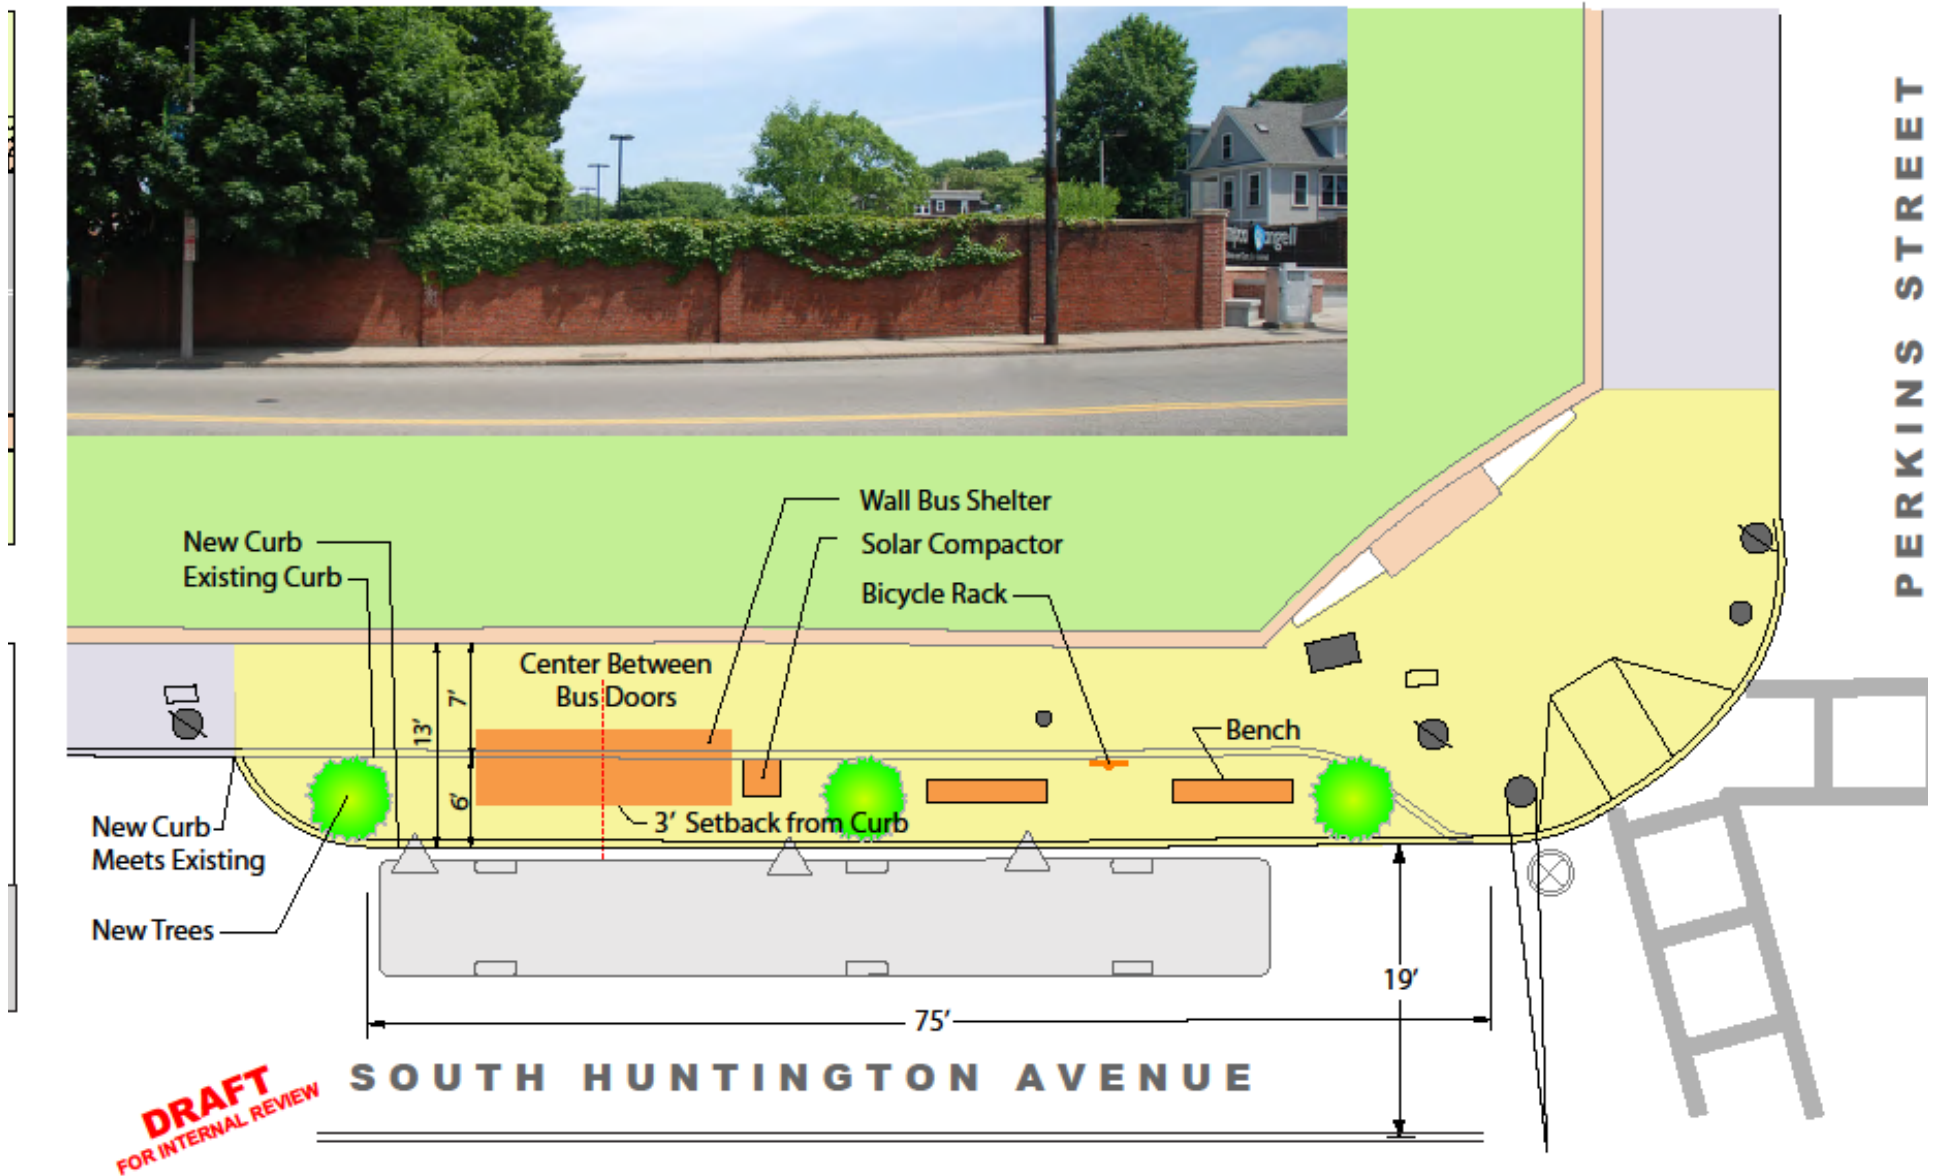 PERKINS STREET
angell
Wall Bus Shelter
Solar Compactor
Bicycle Rack
New Curb
Existing Curb
Center Between
Bus Doors
7'
13'
6'
Bench
3' Setback from Curb
New Curb
Meets Existing
New Trees
19'
75'
SOUTH HUNTINGTON AVENUE
DRAFT
FOR INTERNAL REVIEW